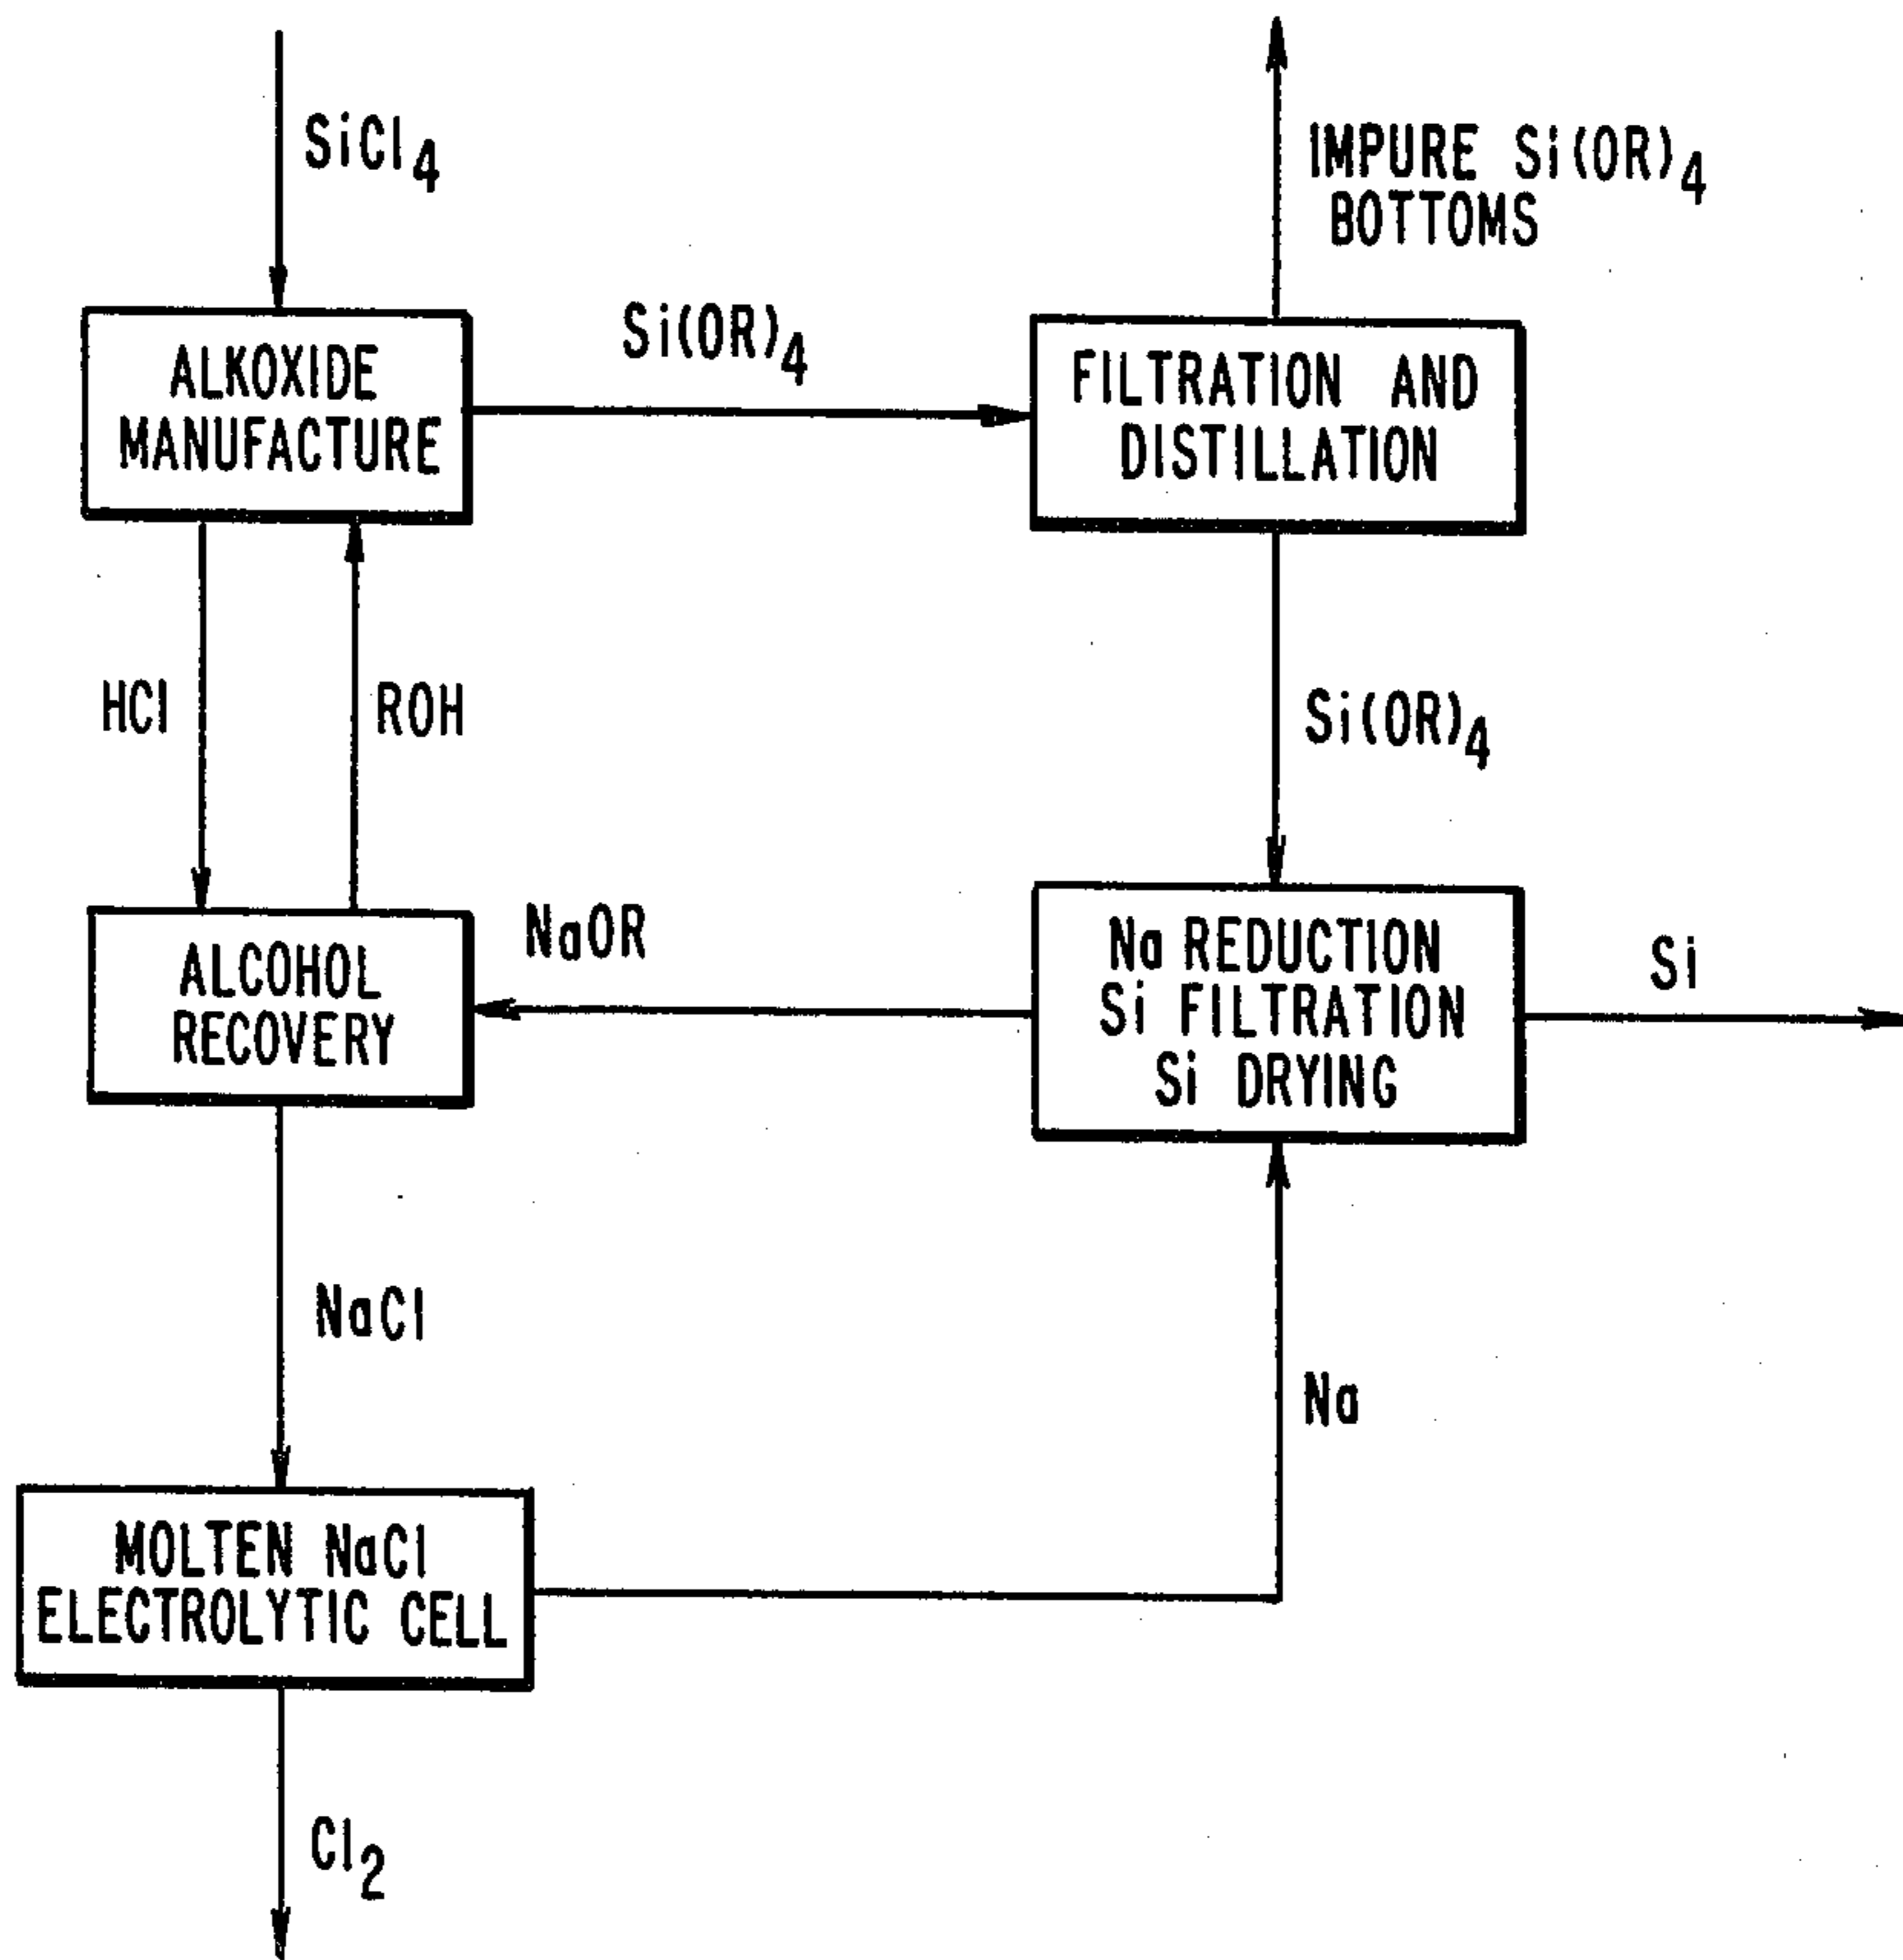 SiCl4
IMPURE Si(OR)4
BOTTOMS
ALKOXIDE
MANUFACTURE
Si(OR)4
FILTRATION AND
DISTILLATION
HCl
ROH
Si(OR)4
ALCOHOL
RECOVERY
NaOR
Na REDUCTION
Si FILTRATION
Si DRYING
Si
NaCl
Na
MOLTEN NaCl
ELECTROLYTIC CELL
Cl2